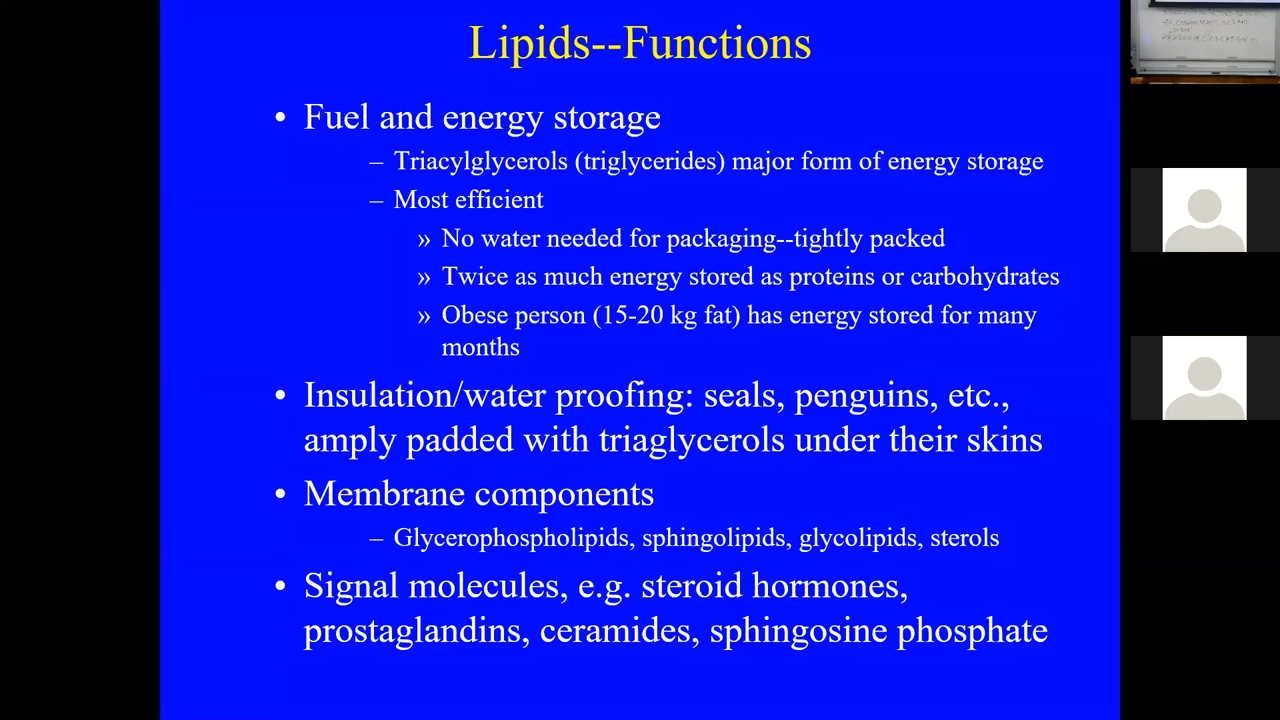 Lipids--Functions
• Fuel and energy storage
– Triacylglycerols (triglycerides) major form of energy storage
– Most efficient
» No water needed for packaging--tightly packed
» Twice as much energy stored as proteins or carbohydrates
» Obese person (15-20 kg fat) has energy stored for many
months
• Insulation/water proofing: seals, penguins, etc.,
amply padded with triaglycerols under their skins
• Membrane components
– Glycerophospholipids, sphingolipids, glycolipids, sterols
• Signal molecules, e.g. steroid hormones,
prostaglandins, ceramides, sphingosine phosphate